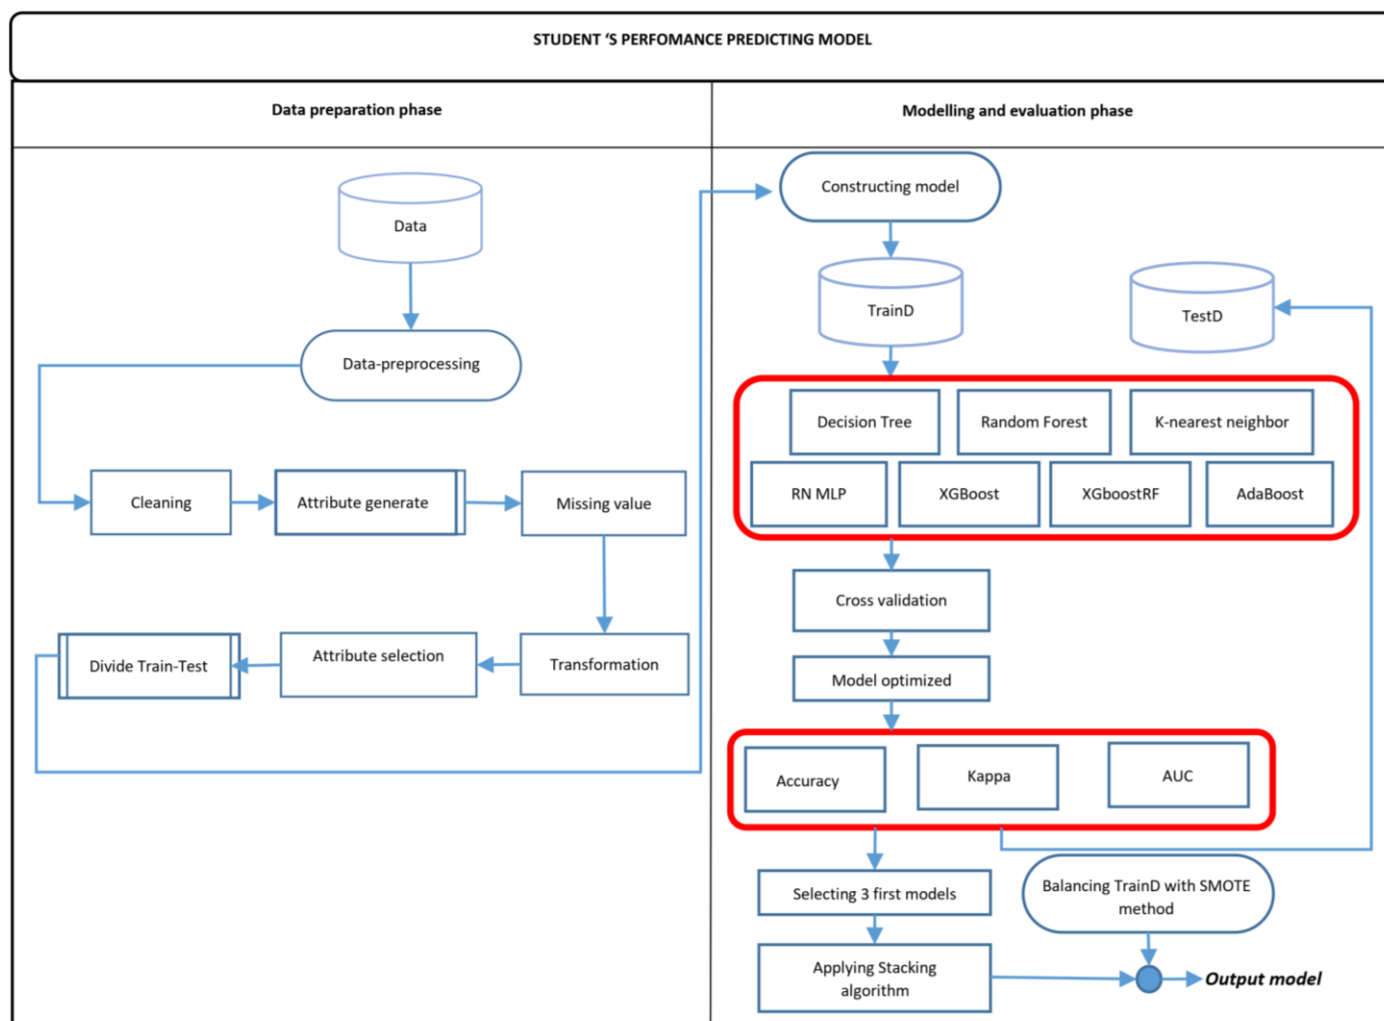 STUDENT ‘S PERFOMANCE PREDICTING MODEL
Data preparation phase
Modelling and evaluation phase
Data
Data-preprocessing
Cleaning
Attribute generate
Missing value
Divide Train-Test
Attribute selection
Transformation
Constructing model
TrainD
TestD
Decision Tree
Random Forest
K-nearest neighbor
RN MLP
XGBoost
XGboostRF
AdaBoost
Cross validation
Model optimized
Accuracy
Kappa
AUC
Selecting 3 first models
Balancing TrainD with SMOTE
method
Applying Stacking
algorithm
Output model